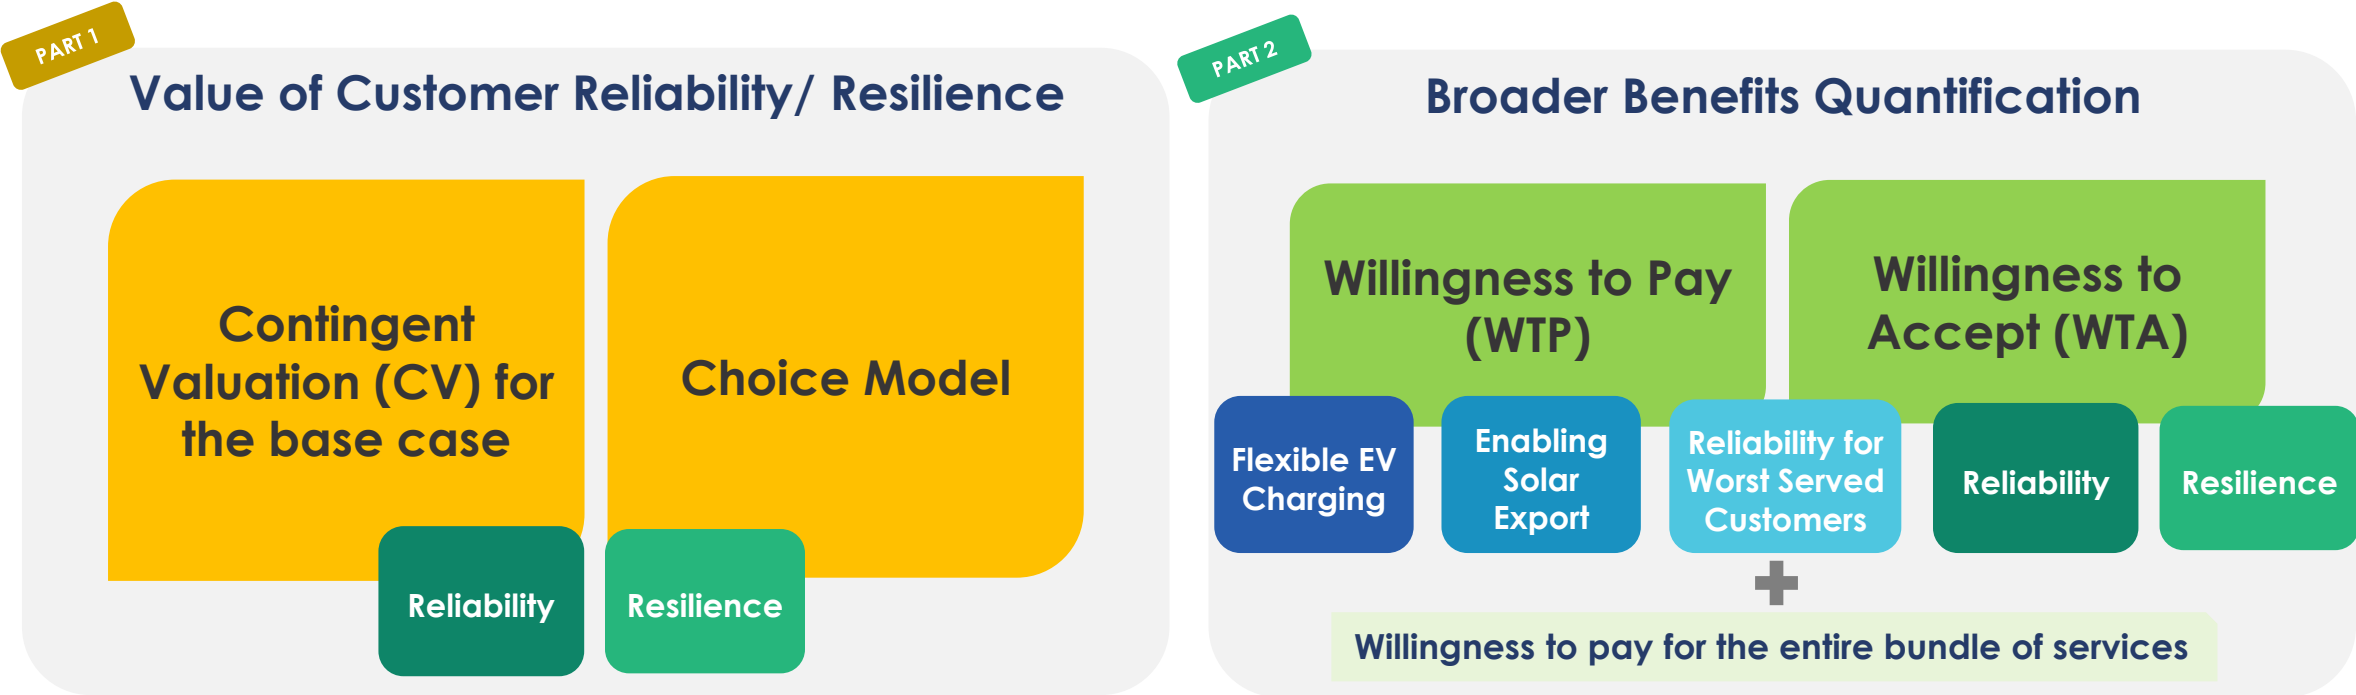 PART 1
Value of Customer Reliability/ Resilience
Contingent
Valuation (CV) for
the base case
Choice Model
Reliability
Resilience
PART 2
Broader Benefits Quantification
Willingness to Pay
(WTP)
Willingness to
Accept (WTA)
Flexible EV
Charging
Enabling
Solar
Export
Reliability for
Worst Served
Customers
Reliability
Resilience
Willingness to pay for the entire bundle of services